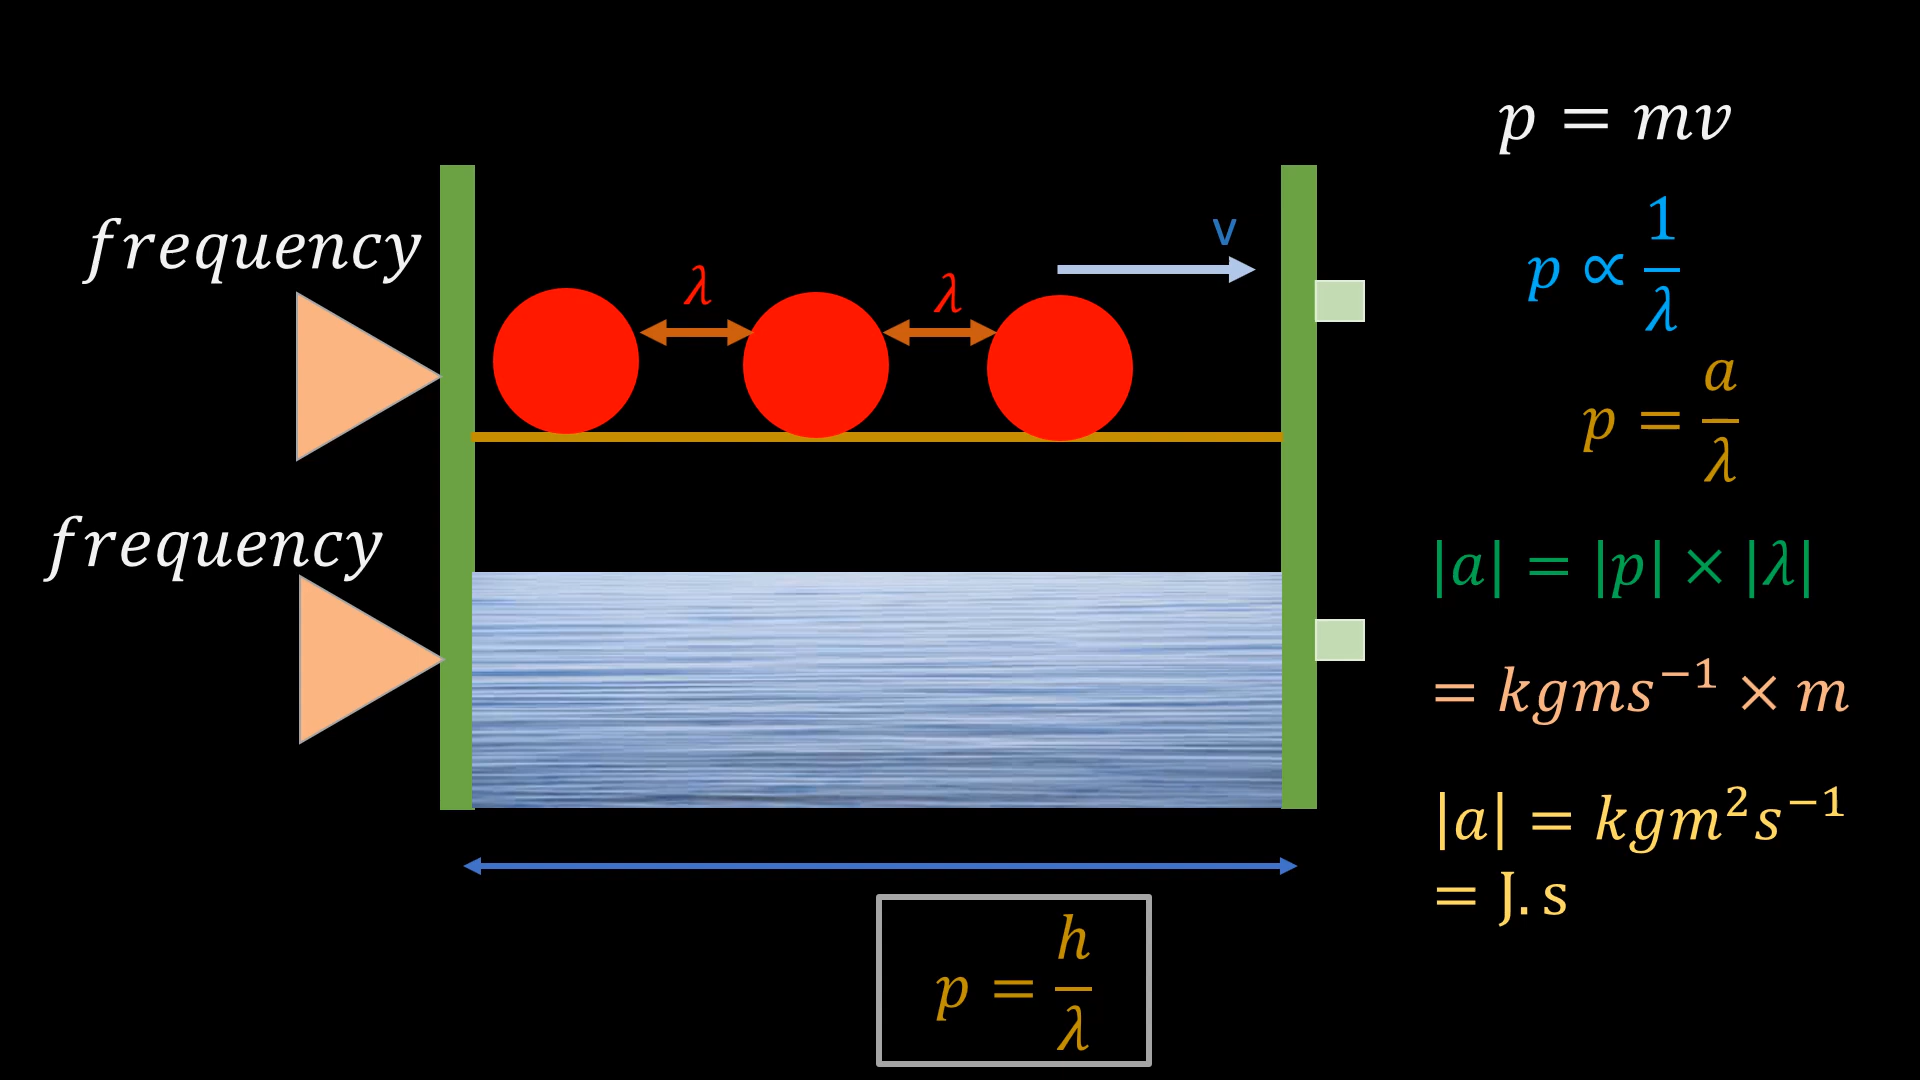 frequency
λ
λ
v
frequency
p = mv
p ∝ 1/λ
p = a/λ
|a| = |p| × |λ|
= kgms⁻¹ × m
|a| = kgm²s⁻¹
= J. s
p = h/λ